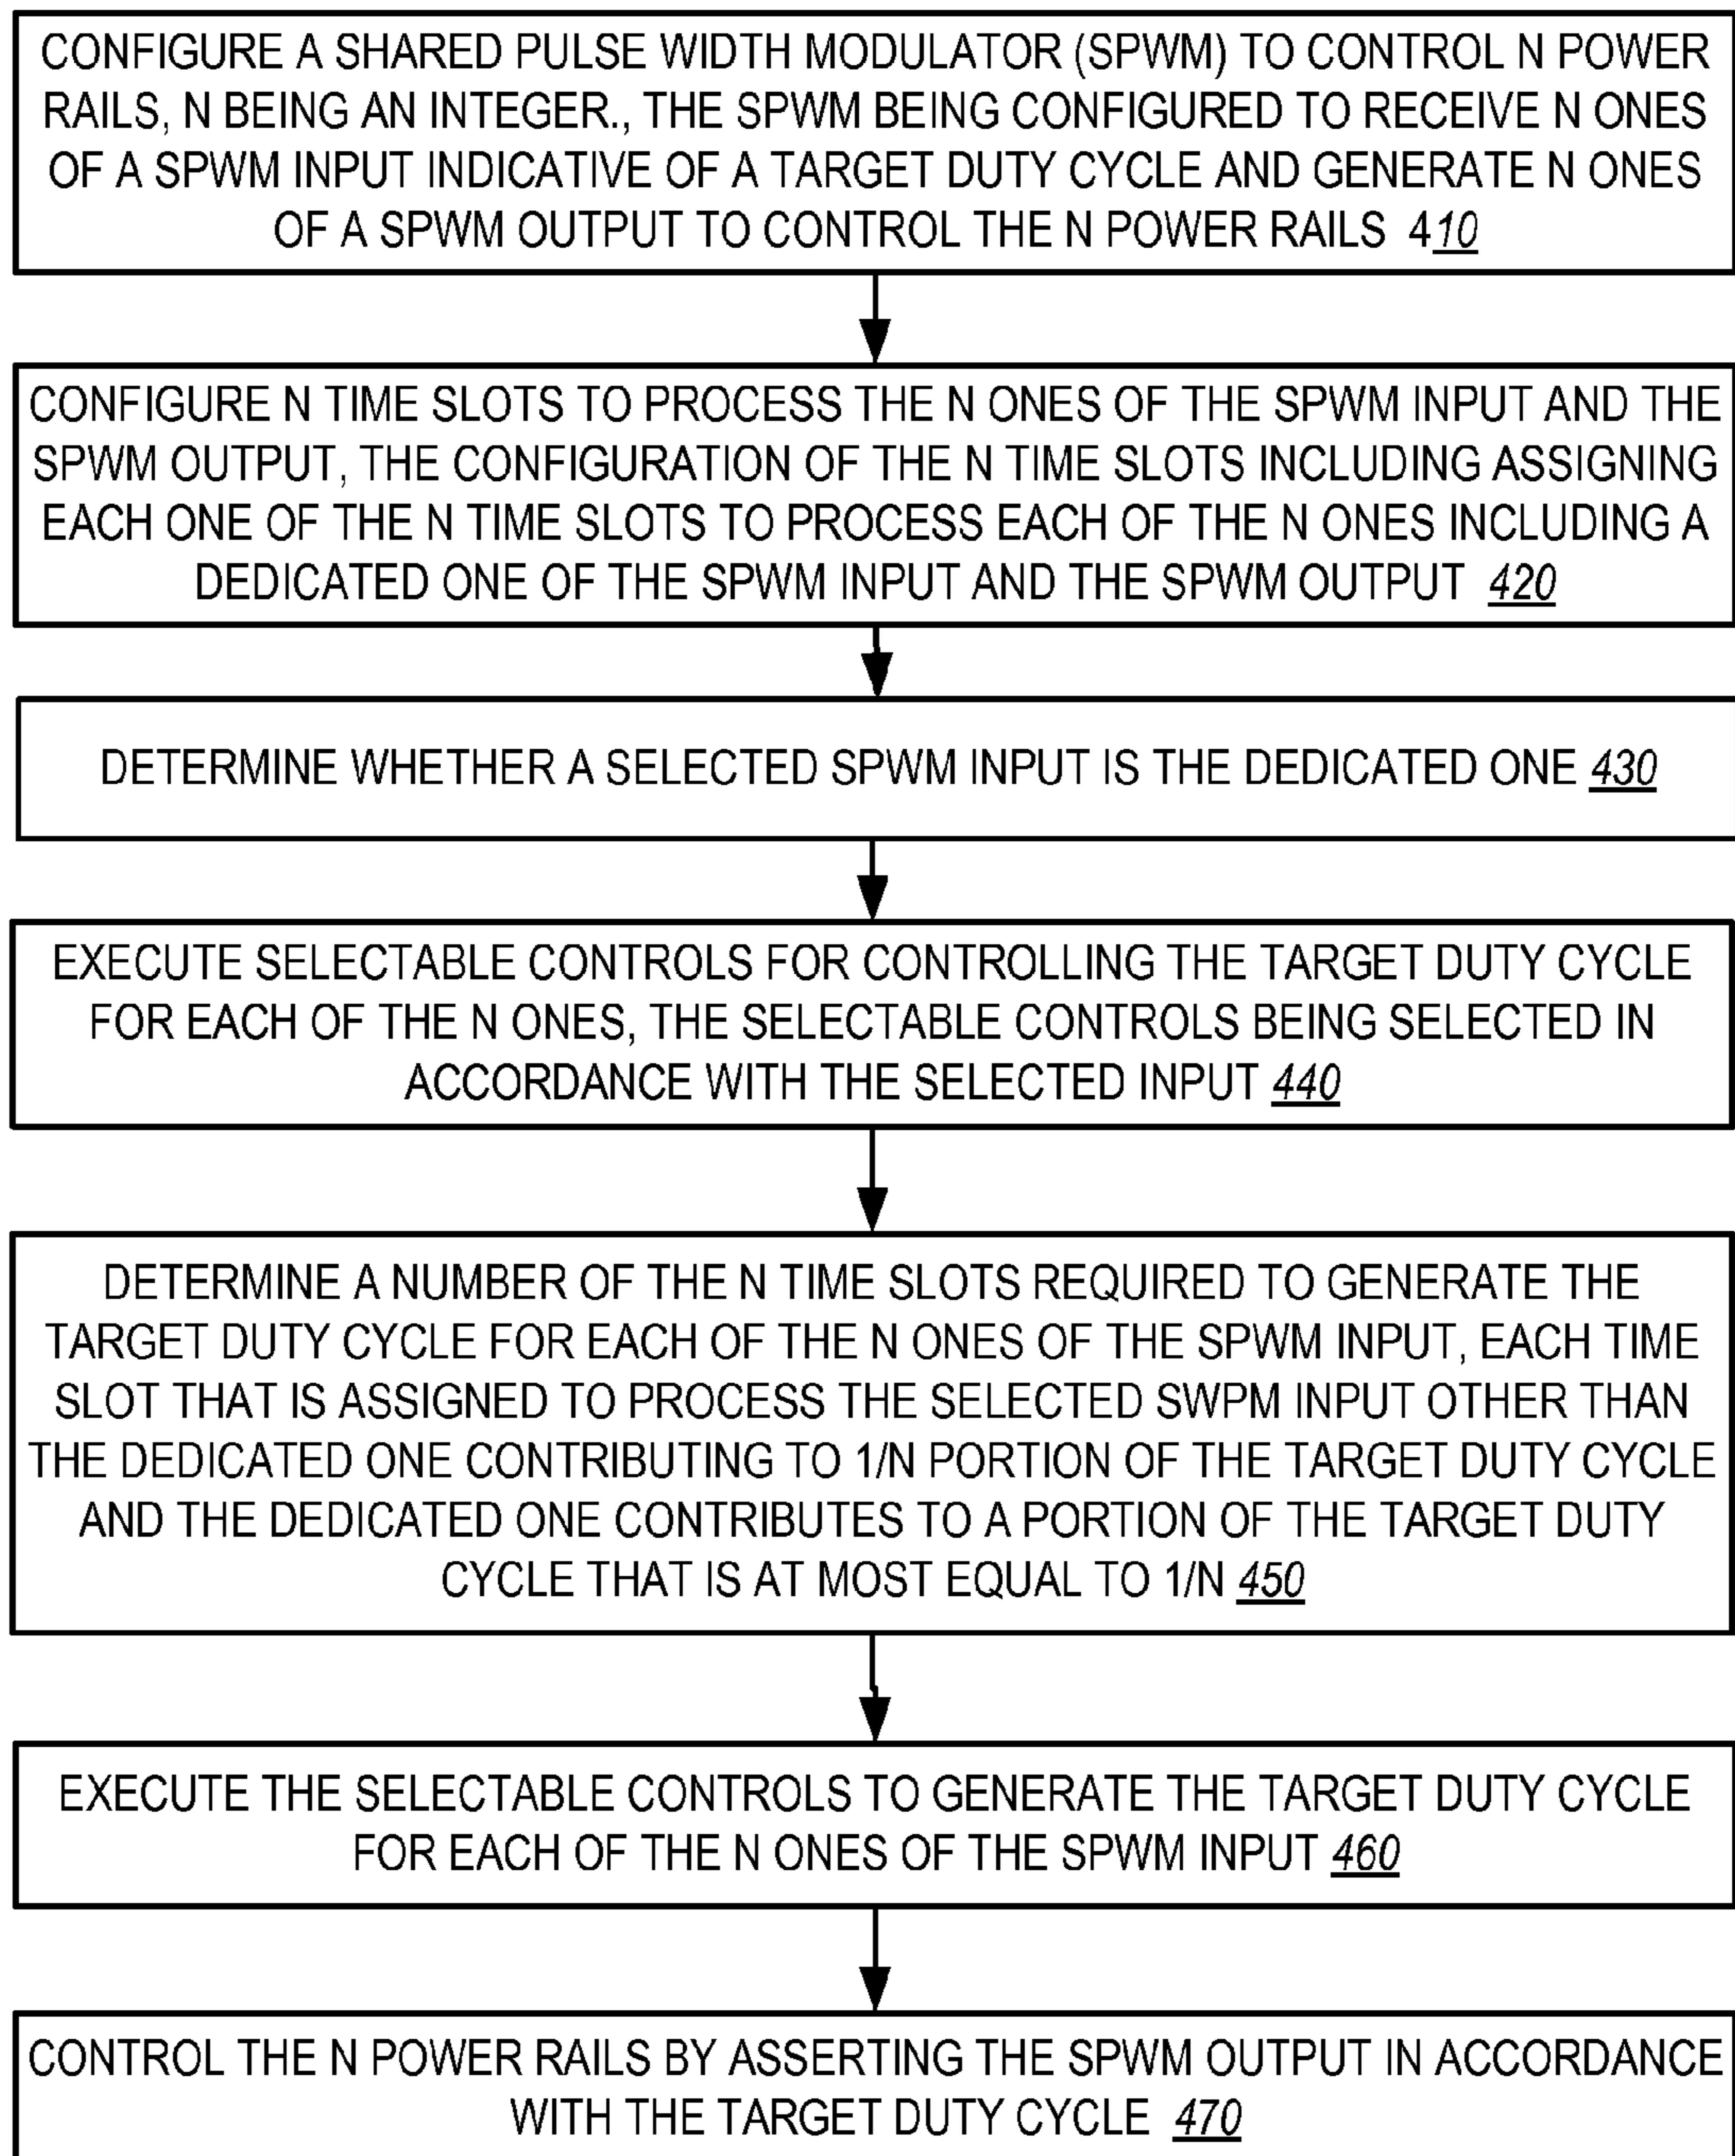 CONFIGURE A SHARED PULSE WIDTH MODULATOR (SPWM) TO CONTROL N POWER
RAILS, N BEING AN INTEGER., THE SPWM BEING CONFIGURED TO RECEIVE N ONES
OF A SPWM INPUT INDICATIVE OF A TARGET DUTY CYCLE AND GENERATE N ONES
OF A SPWM OUTPUT TO CONTROL THE N POWER RAILS 410
CONFIGURE N TIME SLOTS TO PROCESS THE N ONES OF THE SPWM INPUT AND THE
SPWM OUTPUT, THE CONFIGURATION OF THE N TIME SLOTS INCLUDING ASSIGNING
EACH ONE OF THE N TIME SLOTS TO PROCESS EACH OF THE N ONES INCLUDING A
DEDICATED ONE OF THE SPWM INPUT AND THE SPWM OUTPUT 420
DETERMINE WHETHER A SELECTED SPWM INPUT IS THE DEDICATED ONE 430
EXECUTE SELECTABLE CONTROLS FOR CONTROLLING THE TARGET DUTY CYCLE
FOR EACH OF THE N ONES, THE SELECTABLE CONTROLS BEING SELECTED IN
ACCORDANCE WITH THE SELECTED INPUT 440
DETERMINE A NUMBER OF THE N TIME SLOTS REQUIRED TO GENERATE THE
TARGET DUTY CYCLE FOR EACH OF THE N ONES OF THE SPWM INPUT, EACH TIME
SLOT THAT IS ASSIGNED TO PROCESS THE SELECTED SWPM INPUT OTHER THAN
THE DEDICATED ONE CONTRIBUTING TO 1/N PORTION OF THE TARGET DUTY CYCLE
AND THE DEDICATED ONE CONTRIBUTES TO A PORTION OF THE TARGET DUTY
CYCLE THAT IS AT MOST EQUAL TO 1/N 450
EXECUTE THE SELECTABLE CONTROLS TO GENERATE THE TARGET DUTY CYCLE
FOR EACH OF THE N ONES OF THE SPWM INPUT 460
CONTROL THE N POWER RAILS BY ASSERTING THE SPWM OUTPUT IN ACCORDANCE
WITH THE TARGET DUTY CYCLE 470